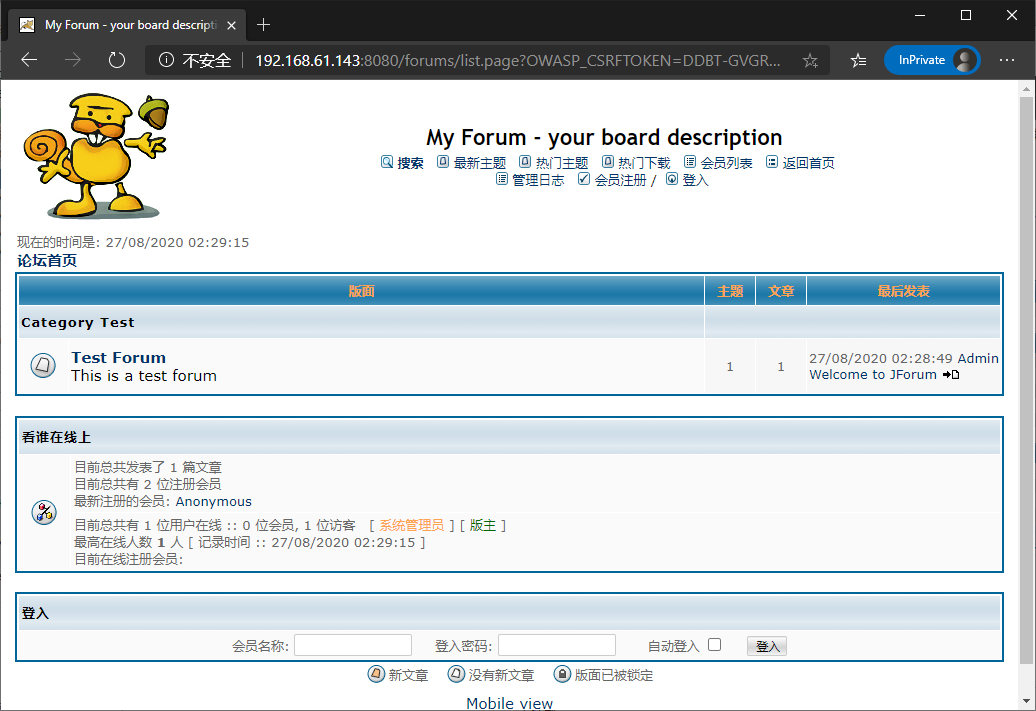 My Forum - your board descripti
不安全 192.168.61.143:8080/forums/list.page?OWASP_CSRFTOKEN=DDBT-GVGR...
InPrivate
My Forum - your board description
搜索 最新主题 热门主题 热门下载 会员列表 返回首页
管理日志 会员注册 / 登入
现在的时间是: 27/08/2020 02:29:15
论坛首页
版面 主题 文章 最后发表
Category Test
Test Forum
This is a test forum
1 1
27/08/2020 02:28:49 Admin
Welcome to JForum
看谁在线上
目前总共发表了 1 篇文章
目前总共有 2 位注册会员
最新注册的会员: Anonymous
目前总共有 1 位用户在线 :: 0 位会员, 1 位访客 [ 系统管理员 ] [ 版主 ]
最高在线人数 1 人 [ 记录时间 :: 27/08/2020 02:29:15 ]
目前在线注册会员:
登入
会员名称: 登入密码: 自动登入 登入
新文章 没有新文章 版面已被锁定
Mobile view